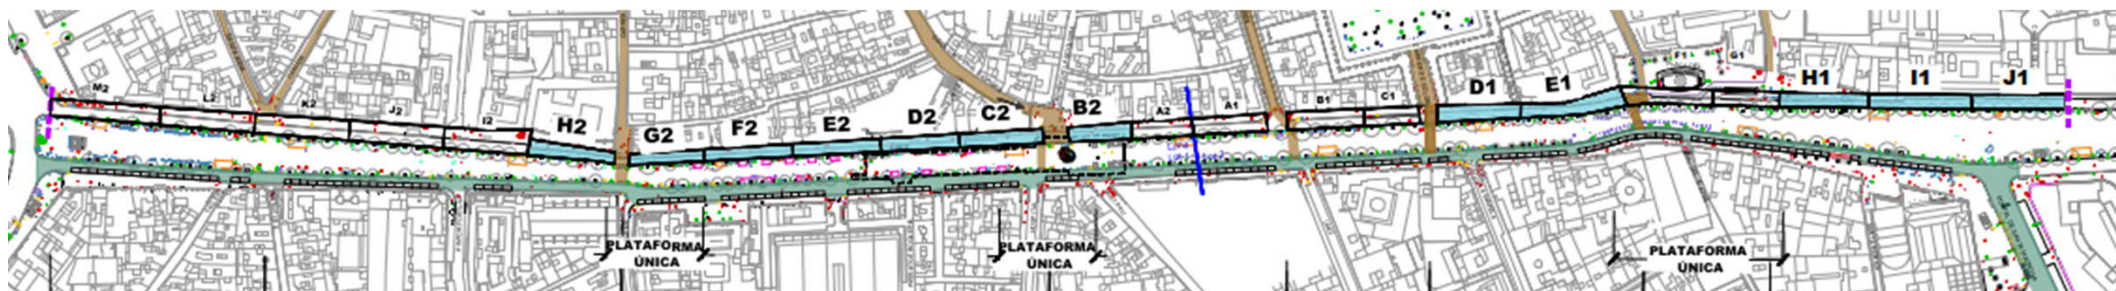 M2
L2
K2
J2
I2
H2
G2
F2
E2
D2
C2
B2
A2
A1
B1
C1
D1
E1
F1
G1
H1
I1
J1
PLATAFORMA
ÚNICA
PLATAFORMA
ÚNICA
PLATAFORMA
ÚNICA